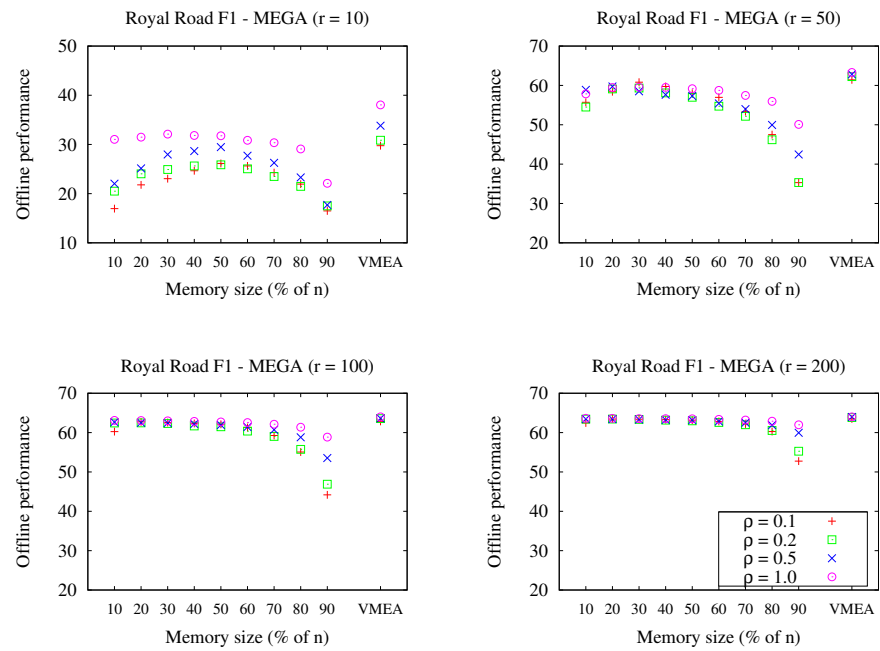 Royal Road F1 - MEGA (r = 10)
50
40
30
20
10
Offline performance
10 20 30 40 50 60 70 80 90 VMEA
Memory size (% of n)
Royal Road F1 - MEGA (r = 50)
70
60
50
40
30
20
Offline performance
10 20 30 40 50 60 70 80 90 VMEA
Memory size (% of n)
Royal Road F1 - MEGA (r = 100)
70
60
50
40
30
20
Offline performance
10 20 30 40 50 60 70 80 90 VMEA
Memory size (% of n)
Royal Road F1 - MEGA (r = 200)
70
60
50
40
30
20
Offline performance
ρ = 0.1
ρ = 0.2
ρ = 0.5
ρ = 1.0
10 20 30 40 50 60 70 80 90 VMEA
Memory size (% of n)